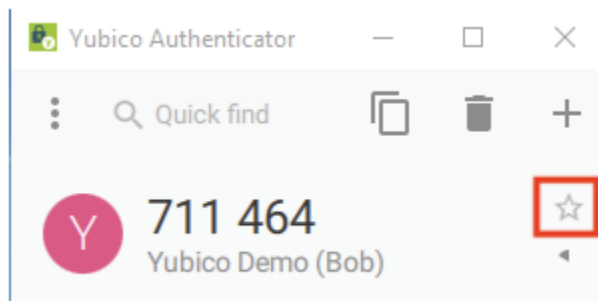 Yubico Authenticator
Quick find
Y
711 464
Yubico Demo (Bob)